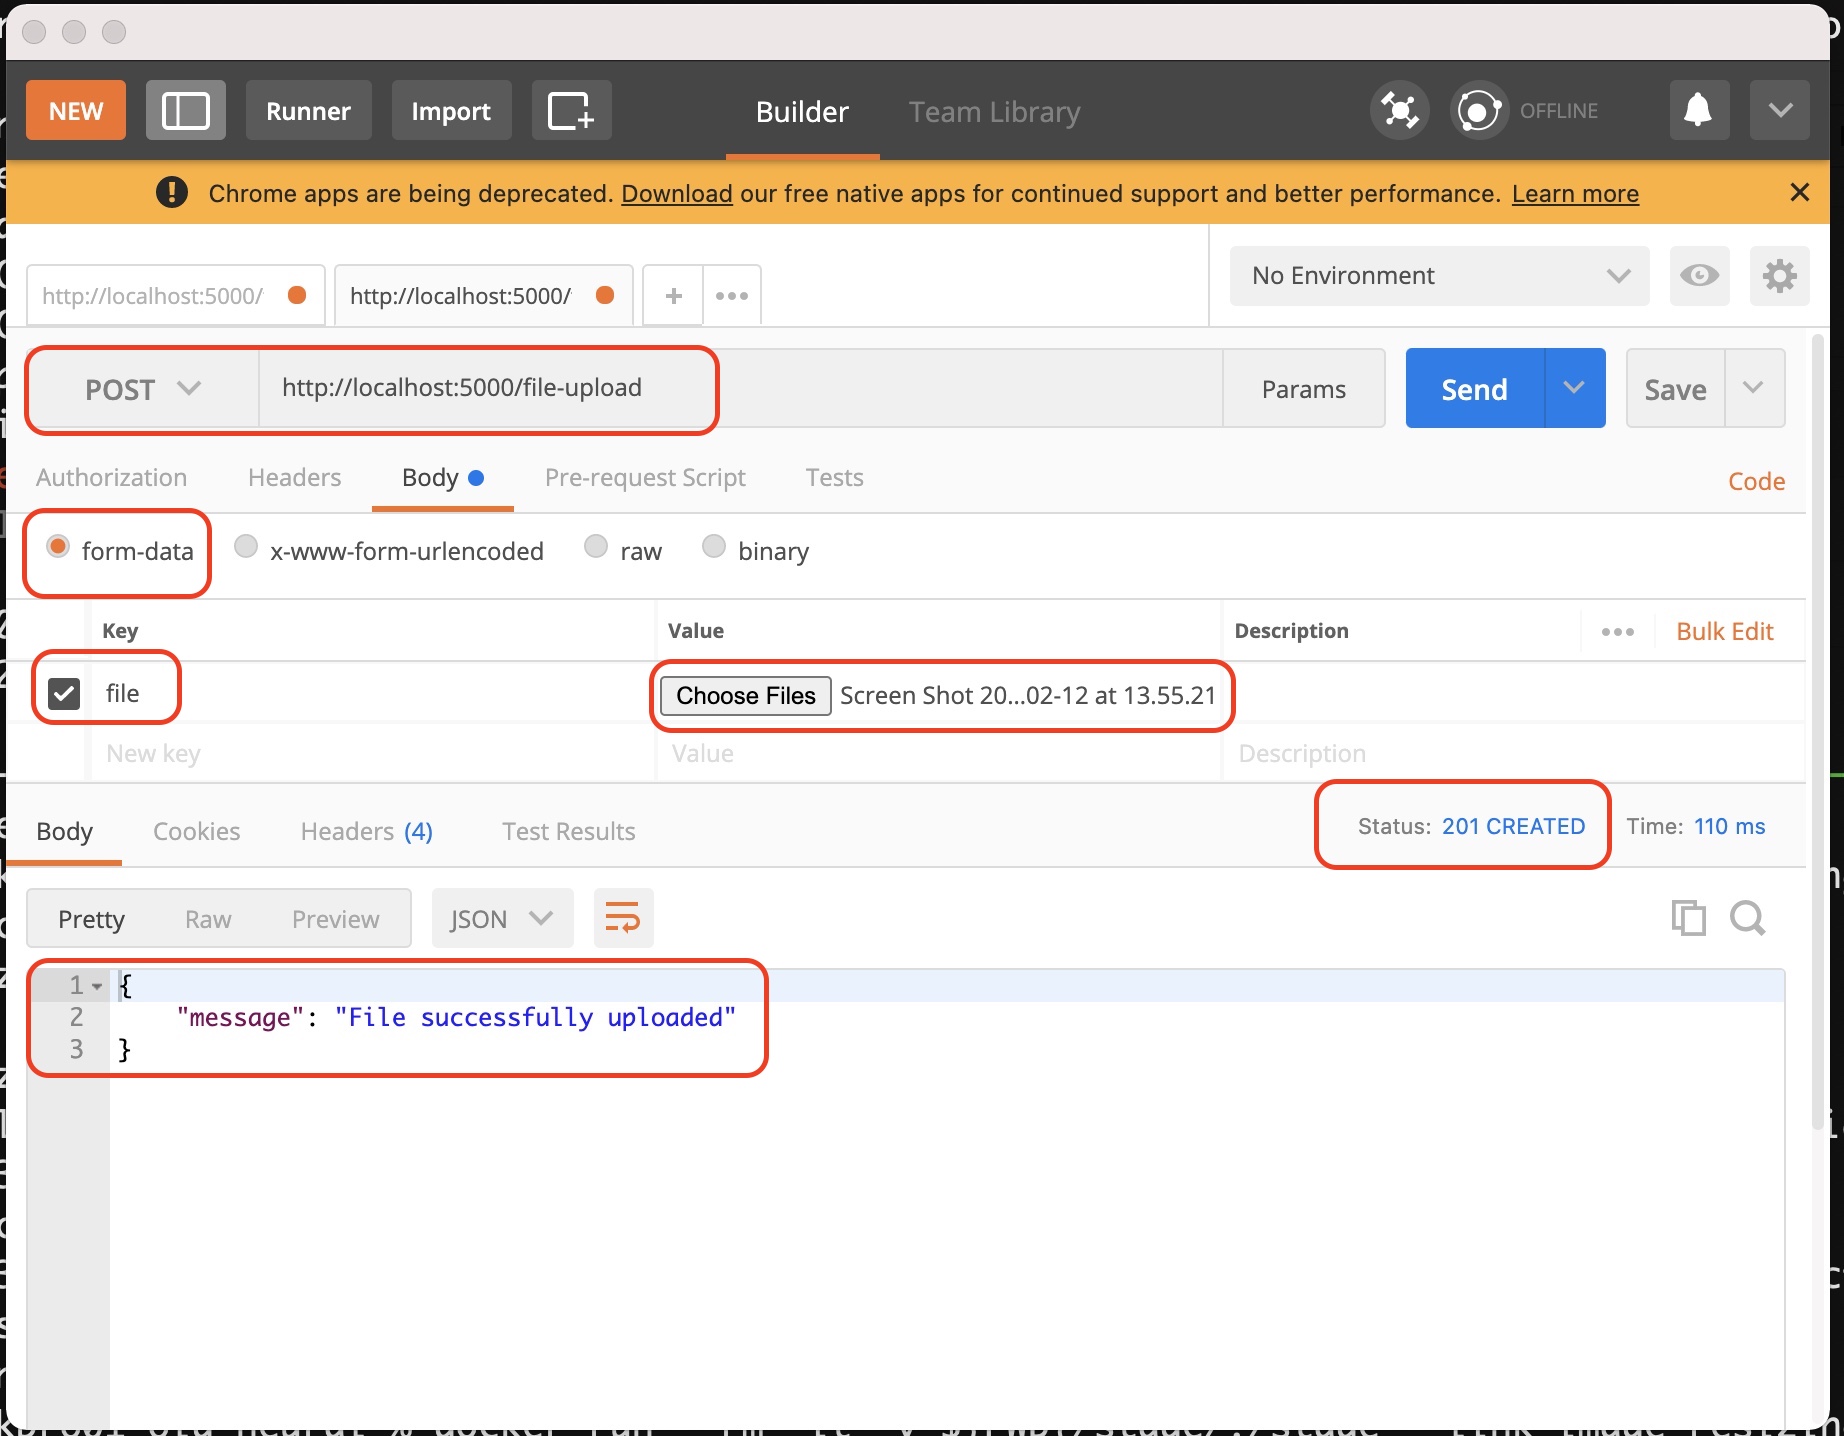 NEW Runner Import Builder Team Library OFFLINE
Chrome apps are being deprecated. Download our free native apps for continued support and better performance. Learn more
http://localhost:5000/ http://localhost:5000/ No Environment
POST http://localhost:5000/file-upload Params Send Save
Authorization Headers Body Pre-request Script Tests Code
form-data x-www-form-urlencoded raw binary
Key Value Description Bulk Edit
file Choose Files Screen Shot 20...02-12 at 13.55.21
New key Value Description
Body Cookies Headers (4) Test Results Status: 201 CREATED Time: 110 ms
Pretty Raw Preview JSON
1 {
2 "message": "File successfully uploaded"
3 }